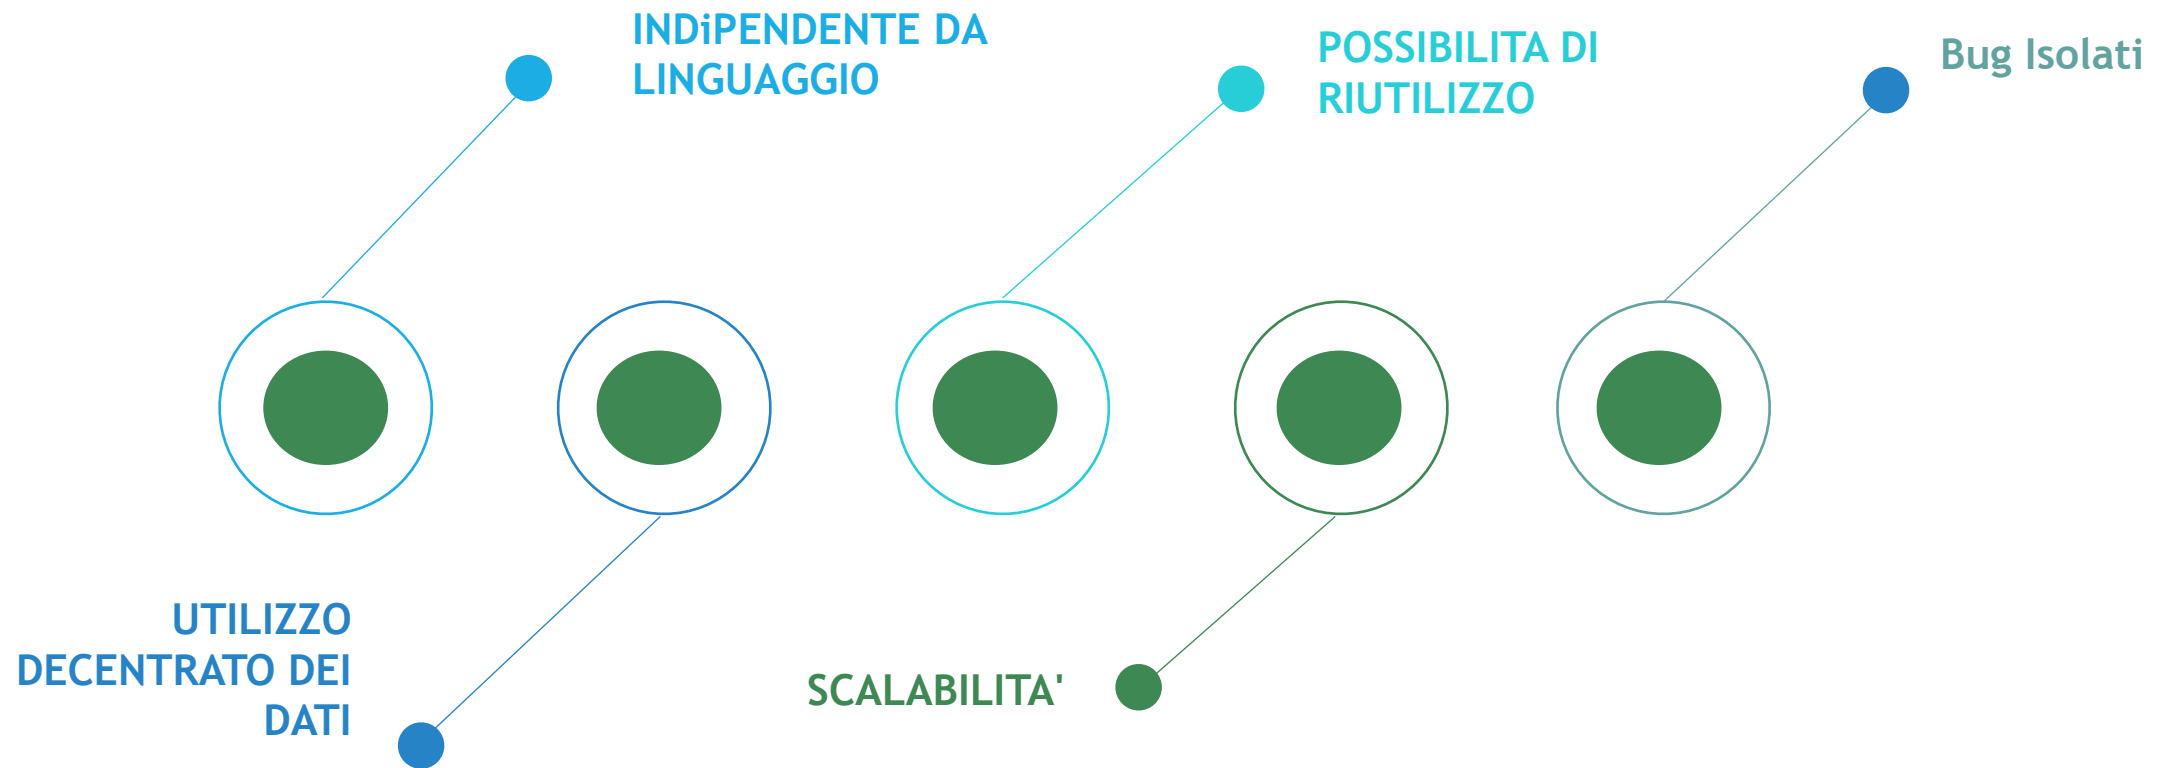 INDiPENDENTE DA
LINGUAGGIO
POSSIBILITA DI
RIUTILIZZO
Bug Isolati
UTILIZZO
DECENTRATO DEI
DATI
SCALABILITA'